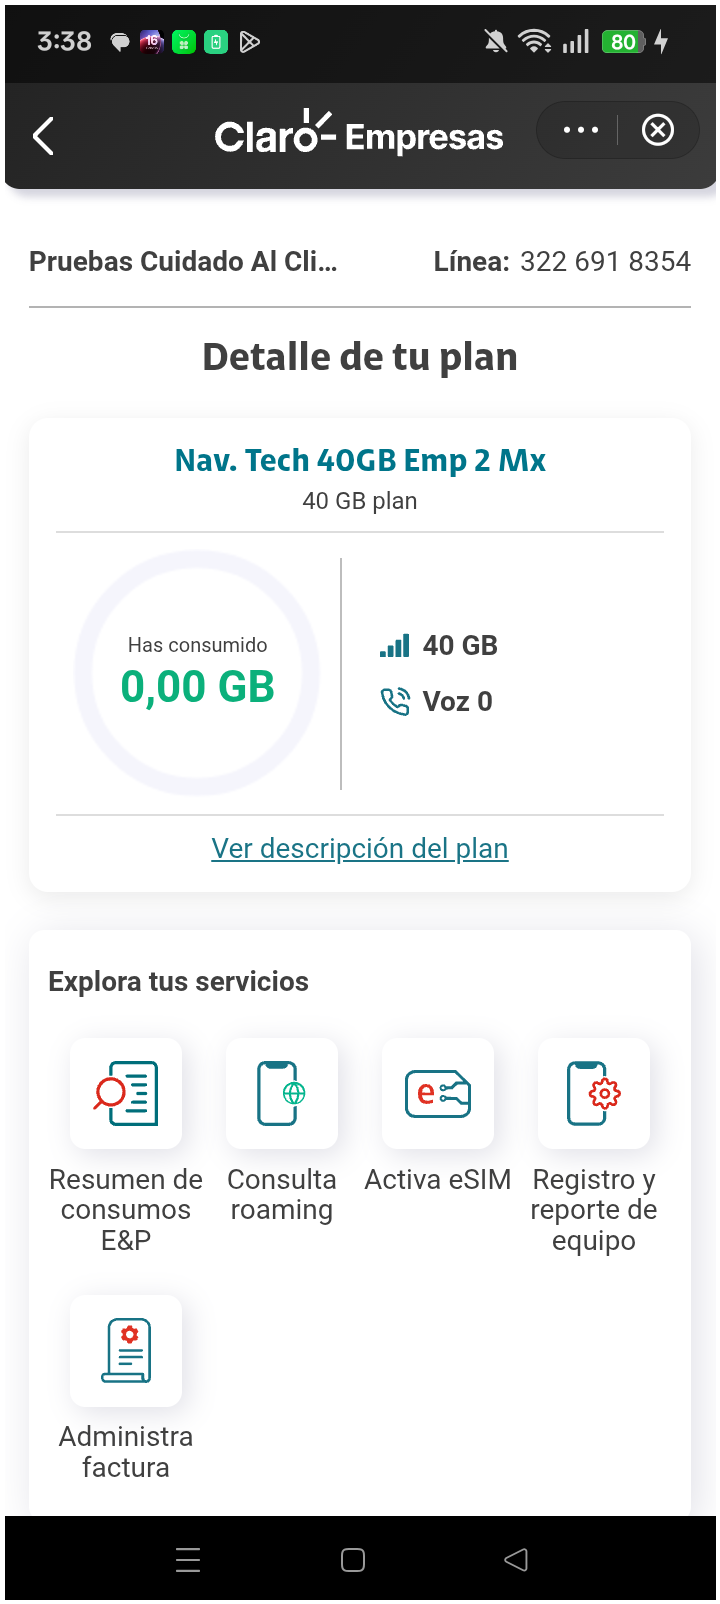 3:38
16
80
Claro- Empresas
Pruebas Cuidado Al Cli...
Línea: 322 691 8354
Detalle de tu plan
Nav. Tech 40GB Emp 2 Mx
40 GB plan
Has consumido
0,00 GB
40 GB
Voz 0
Ver descripción del plan
Explora tus servicios
e
Resumen de
consumos
E&P
Consulta
roaming
Activa eSIM
Registro y
reporte de
equipo
Administra
factura